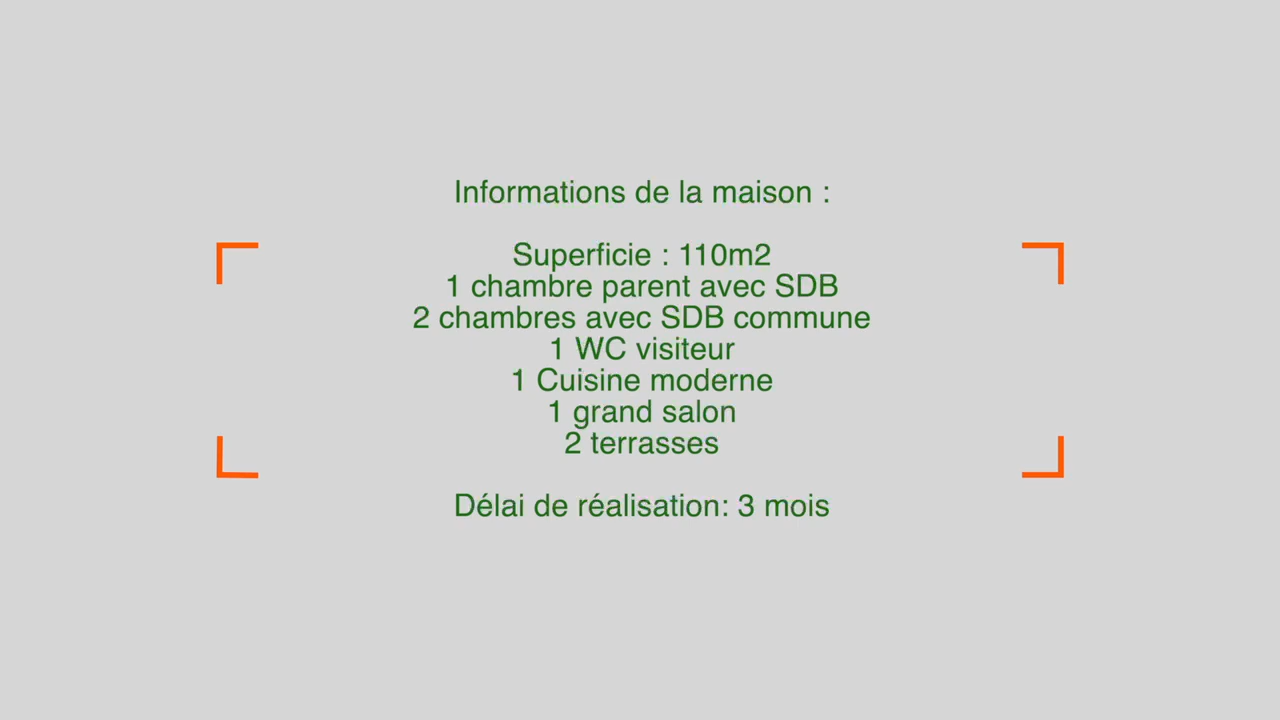 Informations de la maison :
Superficie : 110m2
1 chambre parent avec SDB
2 chambres avec SDB commune
1 WC visiteur
1 Cuisine moderne
1 grand salon
2 terrasses
Délai de réalisation: 3 mois